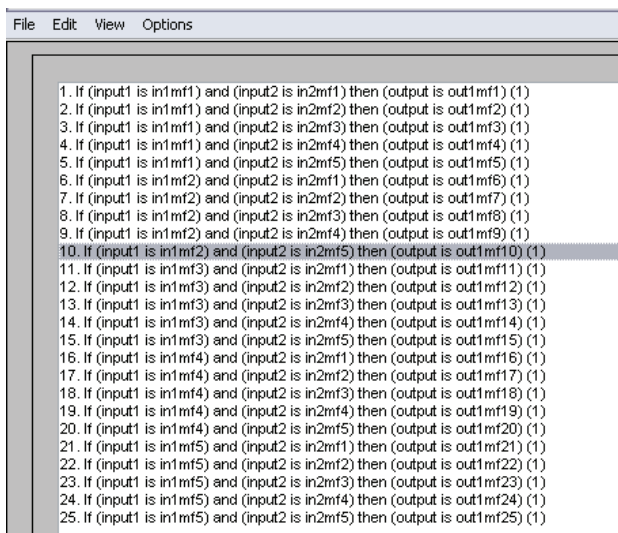 File Edit View Options
1. If (input1 is in1mf1) and (input2 is in2mf1) then (output is out1mf1) (1)
2. If (input1 is in1mf1) and (input2 is in2mf2) then (output is out1mf2) (1)
3. If (input1 is in1mf1) and (input2 is in2mf3) then (output is out1mf3) (1)
4. If (input1 is in1mf1) and (input2 is in2mf4) then (output is out1mf4) (1)
5. If (input1 is in1mf1) and (input2 is in2mf5) then (output is out1mf5) (1)
6. If (input1 is in1mf2) and (input2 is in2mf1) then (output is out1mf6) (1)
7. If (input1 is in1mf2) and (input2 is in2mf2) then (output is out1mf7) (1)
8. If (input1 is in1mf2) and (input2 is in2mf3) then (output is out1mf8) (1)
9. If (input1 is in1mf2) and (input2 is in2mf4) then (output is out1mf9) (1)
10. If (input1 is in1mf2) and (input2 is in2mf5) then (output is out1mf10) (1)
11. If (input1 is in1mf3) and (input2 is in2mf1) then (output is out1mf11) (1)
12. If (input1 is in1mf3) and (input2 is in2mf2) then (output is out1mf12) (1)
13. If (input1 is in1mf3) and (input2 is in2mf3) then (output is out1mf13) (1)
14. If (input1 is in1mf3) and (input2 is in2mf4) then (output is out1mf14) (1)
15. If (input1 is in1mf3) and (input2 is in2mf5) then (output is out1mf15) (1)
16. If (input1 is in1mf4) and (input2 is in2mf1) then (output is out1mf16) (1)
17. If (input1 is in1mf4) and (input2 is in2mf2) then (output is out1mf17) (1)
18. If (input1 is in1mf4) and (input2 is in2mf3) then (output is out1mf18) (1)
19. If (input1 is in1mf4) and (input2 is in2mf4) then (output is out1mf19) (1)
20. If (input1 is in1mf4) and (input2 is in2mf5) then (output is out1mf20) (1)
21. If (input1 is in1mf5) and (input2 is in2mf1) then (output is out1mf21) (1)
22. If (input1 is in1mf5) and (input2 is in2mf2) then (output is out1mf22) (1)
23. If (input1 is in1mf5) and (input2 is in2mf3) then (output is out1mf23) (1)
24. If (input1 is in1mf5) and (input2 is in2mf4) then (output is out1mf24) (1)
25. If (input1 is in1mf5) and (input2 is in2mf5) then (output is out1mf25) (1)